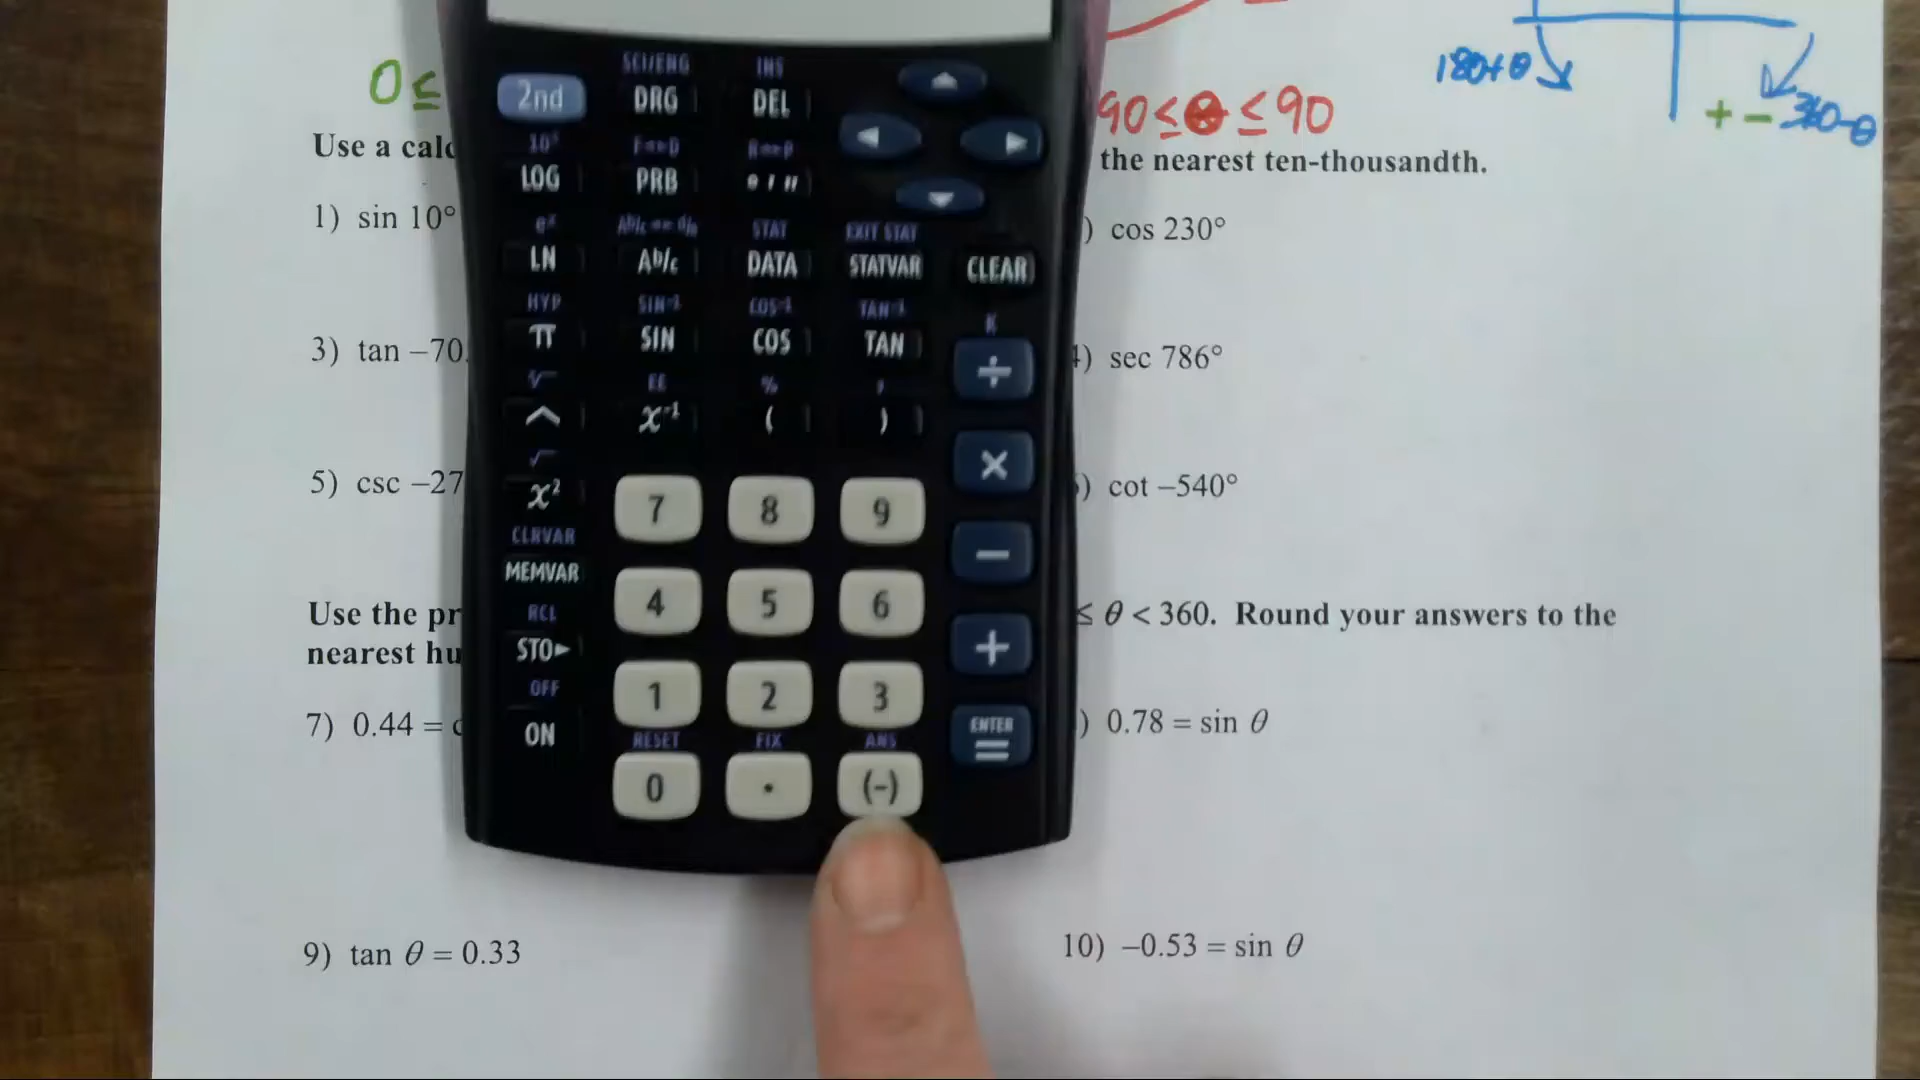 180+θ
0≤
90≤θ≤90
+ - 360-θ
Use a calc
the nearest ten-thousandth.
1) sin 10°
) cos 230°
3) tan −70.
4) sec 786°
5) csc −27
) cot −540°
Use the pr
≤ θ < 360. Round your answers to the
nearest hu
7) 0.44 = c
) 0.78 = sin θ
9) tan θ = 0.33
10) −0.53 = sin θ
SCI/ENG INS
2nd DRG DEL
10ˣ F◄►D R◄►P
LOG PRB ° ′ ″
eˣ Ab/c ◄► d/e STAT EXIT STAT
LN Ab/c DATA STATVAR CLEAR
HYP SIN⁻¹ COS⁻¹ TAN⁻¹ K
π SIN COS TAN ÷
ˣ√ EE % ,
^ x⁻¹ ( ) ×
√
x² 7 8 9 −
CLRVAR
MEMVAR 4 5 6 +
RCL
STO►
OFF
ON 1 2 3 ENTER
=
RESET FIX ANS
0 . (-)